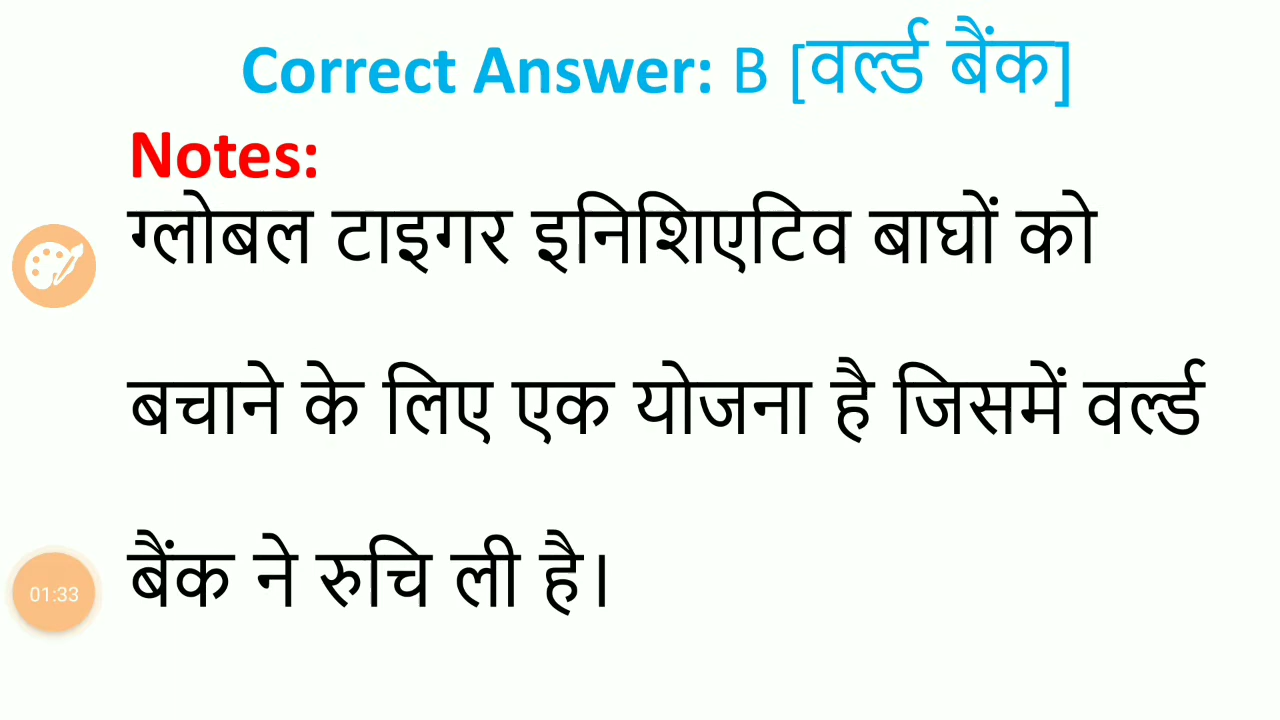 Correct Answer: B [वर्ल्ड बैंक]
Notes:
ग्लोबल टाइगर इनिशिएटिव बाघों को
बचाने के लिए एक योजना है जिसमें वर्ल्ड
बैंक ने रुचि ली है।
01:33